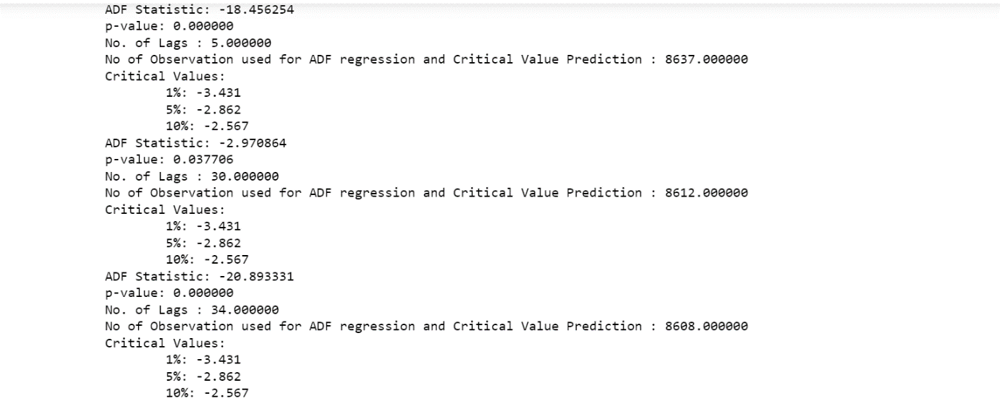 ADF Statistic: -18.456254
p-value: 0.000000
No. of Lags : 5.000000
No of Observation used for ADF regression and Critical Value Prediction : 8637.000000
Critical Values:
1%: -3.431
5%: -2.862
10%: -2.567
ADF Statistic: -2.970864
p-value: 0.037706
No. of Lags : 30.000000
No of Observation used for ADF regression and Critical Value Prediction : 8612.000000
Critical Values:
1%: -3.431
5%: -2.862
10%: -2.567
ADF Statistic: -20.893331
p-value: 0.000000
No. of Lags : 34.000000
No of Observation used for ADF regression and Critical Value Prediction : 8608.000000
Critical Values:
1%: -3.431
5%: -2.862
10%: -2.567